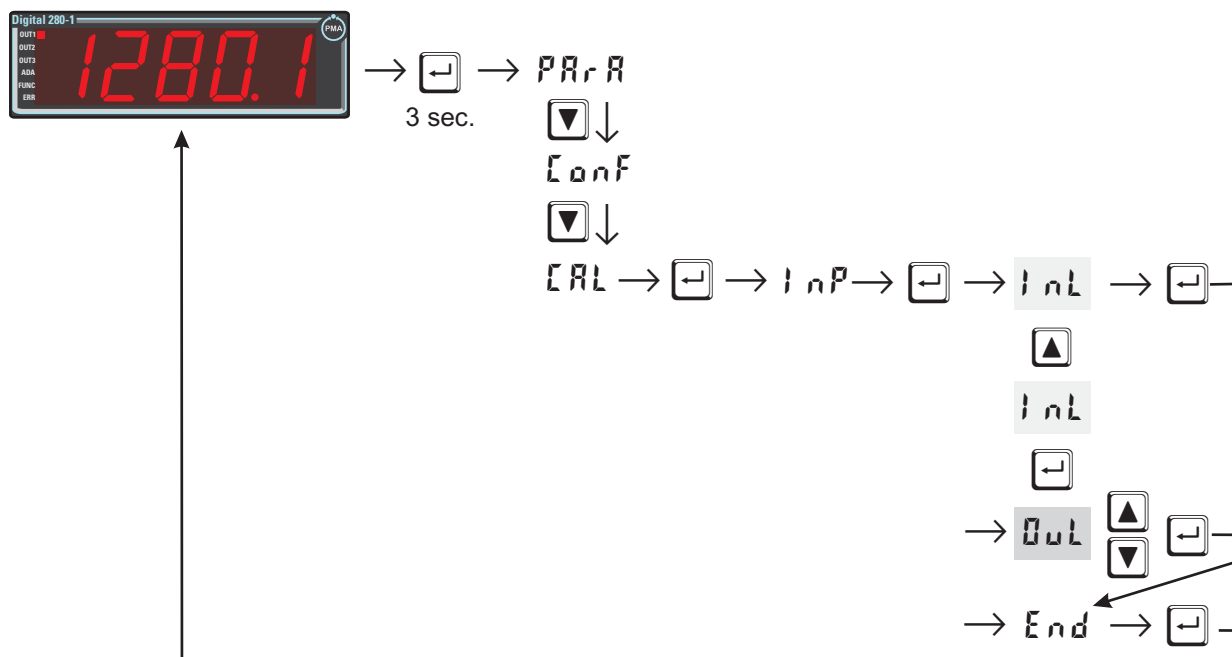 Digital 280-1
PMA
OUT1
OUT2
OUT3
ADA
FUNC
ERR
1280.1
3 sec.
PArA
ConF
CAL
InP
InL
InL
OuL
End